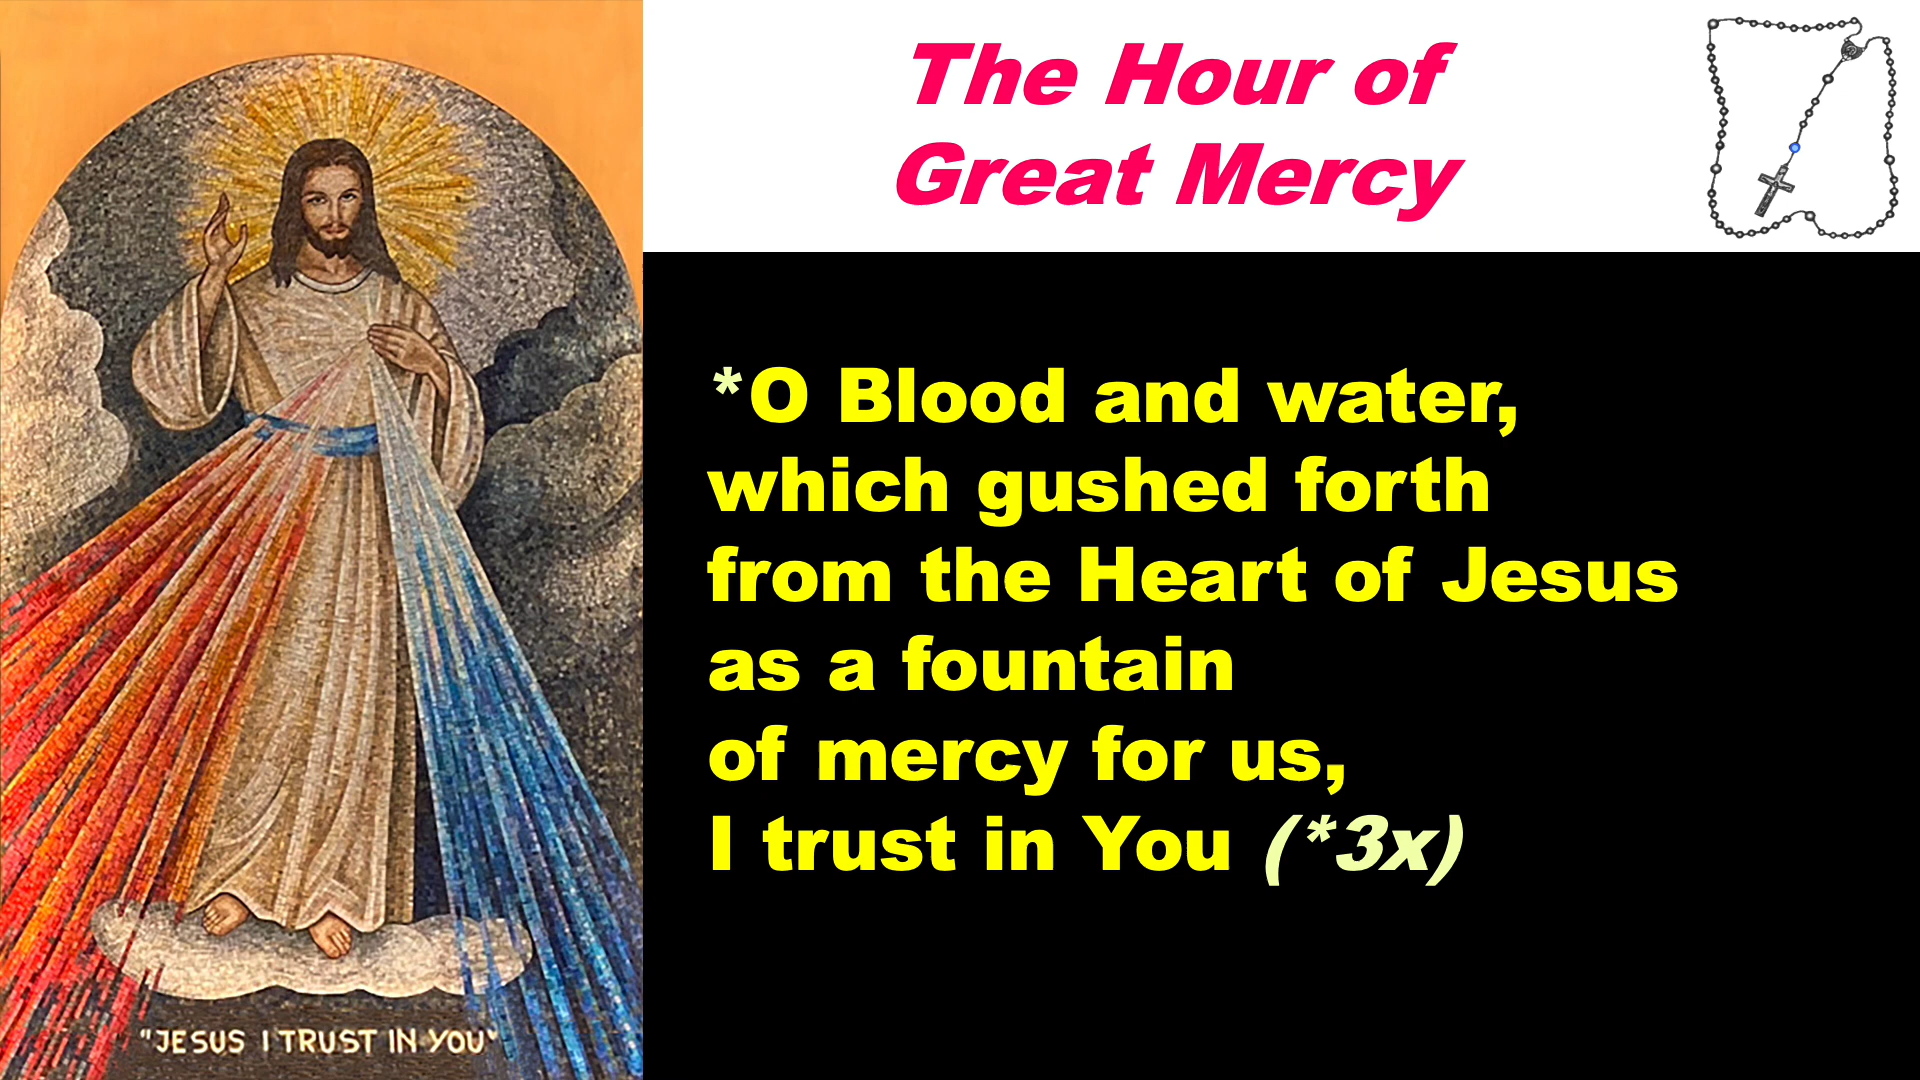 The Hour of
Great Mercy
*O Blood and water,
which gushed forth
from the Heart of Jesus
as a fountain
of mercy for us,
I trust in You (*3x)
"JESUS I TRUST IN YOU"